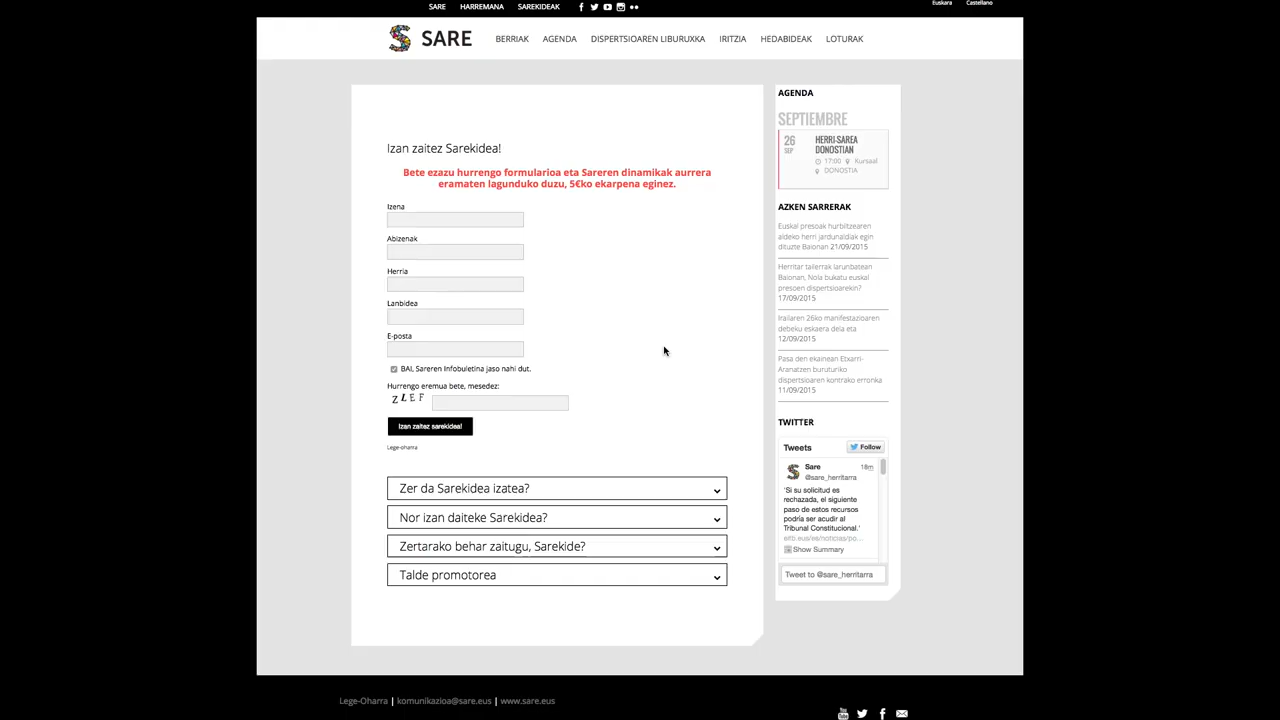 SARE HARREMANA SAREKIDEAK
Euskara Castellano
SARE
BERRIAK AGENDA DISPERTSIOAREN LIBURUXKA IRITZIA HEDABIDEAK LOTURAK
Izan zaitez Sarekidea!
Bete ezazu hurrengo formularioa eta Sareren dinamikak aurrera
eramaten lagunduko duzu, 5€ko ekarpena eginez.
Izena
Abizenak
Herria
Lanbidea
E-posta
BAI, Sareren Infobuletina jaso nahi dut.
Hurrengo eremua bete, mesedez:
ZLEF
Izan zaitez sarekidea!
Lege-oharra
Zer da Sarekidea izatea?
Nor izan daiteke Sarekidea?
Zertarako behar zaitugu, Sarekide?
Talde promotorea
AGENDA
SEPTIEMBRE
26
SEP
HERRI-SAREA
DONOSTIAN
17:00 Kursaal
DONOSTIA
AZKEN SARRERAK
Euskal presoak hurbiltzearen
aldeko herri jardunaldiak egin
dituzte Baionan 21/09/2015
Herritar tailerrak larunbatean
Baionan, Nola bukatu euskal
presoen dispertsioarekin?
17/09/2015
Irailaren 26ko manifestazioaren
debeku eskaera dela eta
12/09/2015
Pasa den ekainean Etxarri-
Aranatzen buruturiko
dispertsioaren kontrako erronka
11/09/2015
TWITTER
Tweets Follow
Sare 18m
@sare_herritarra
'Si su solicitud es
rechazada, el siguiente
paso de estos recursos
podría ser acudir al
Tribunal Constitucional.'
eitb.eus/es/noticias/po...
Show Summary
Tweet to @sare_herritarra
Lege-Oharra | komunikazioa@sare.eus | www.sare.eus